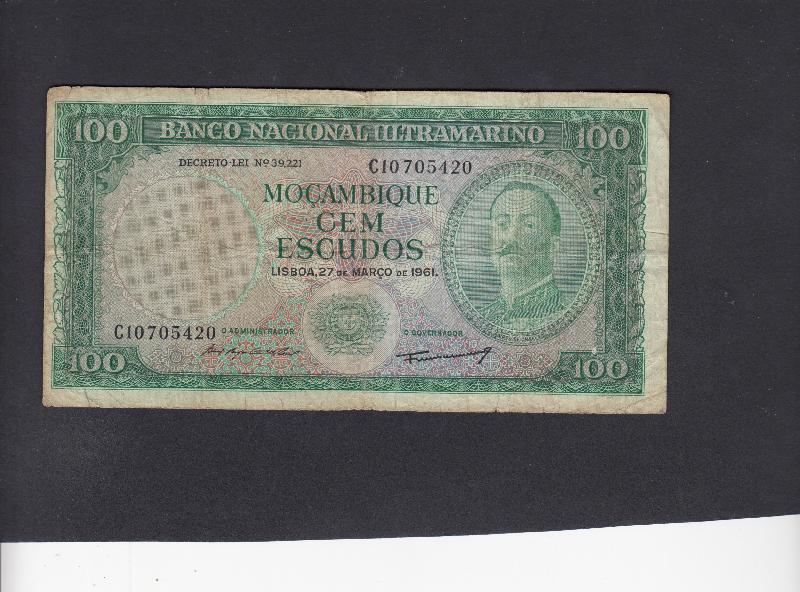 100 BANCO NACIONAL ULTRAMARINO 100
DECRETO-LEI Nº 39.221
C10705420
MOÇAMBIQUE
CEM
ESCUDOS
LISBOA, 27 DE MARÇO DE 1961.
C10705420
O ADMINISTRADOR
O GOVERNADOR
100
100